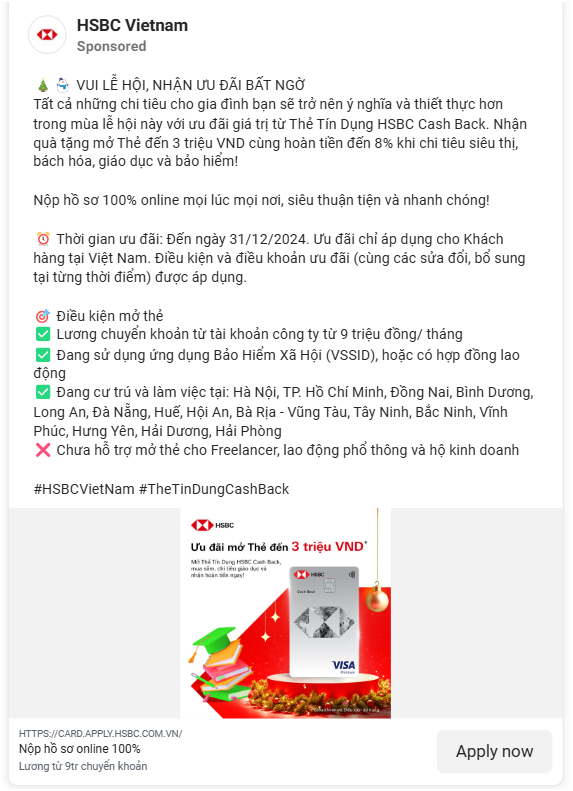 HSBC Vietnam
Sponsored
🎄⛄ VUI LỄ HỘI, NHẬN ƯU ĐÃI BẤT NGỜ
Tất cả những chi tiêu cho gia đình bạn sẽ trở nên ý nghĩa và thiết thực hơn
trong mùa lễ hội này với ưu đãi giá trị từ Thẻ Tín Dụng HSBC Cash Back. Nhận
quà tặng mở Thẻ đến 3 triệu VND cùng hoàn tiền đến 8% khi chi tiêu siêu thị,
bách hóa, giáo dục và bảo hiểm!
Nộp hồ sơ 100% online mọi lúc mọi nơi, siêu thuận tiện và nhanh chóng!
⏰ Thời gian ưu đãi: Đến ngày 31/12/2024. Ưu đãi chỉ áp dụng cho Khách
hàng tại Việt Nam. Điều kiện và điều khoản ưu đãi (cùng các sửa đổi, bổ sung
tại từng thời điểm) được áp dụng.
🎯 Điều kiện mở thẻ
✅ Lương chuyển khoản từ tài khoản công ty từ 9 triệu đồng/ tháng
✅ Đang sử dụng ứng dụng Bảo Hiểm Xã Hội (VSSID), hoặc có hợp đồng lao
động
✅ Đang cư trú và làm việc tại: Hà Nội, TP. Hồ Chí Minh, Đồng Nai, Bình Dương,
Long An, Đà Nẵng, Huế, Hội An, Bà Rịa - Vũng Tàu, Tây Ninh, Bắc Ninh, Vĩnh
Phúc, Hưng Yên, Hải Dương, Hải Phòng
❌ Chưa hỗ trợ mở thẻ cho Freelancer, lao động phổ thông và hộ kinh doanh
#HSBCVietNam #TheTinDungCashBack
HSBC
Ưu đãi mở Thẻ đến 3 triệu VND*
Mở Thẻ Tín Dụng HSBC Cash Back,
mua sắm, chi tiêu giáo dục và
nhận hoàn tiền ngay!
HSBC
Cash Back
VISA
Platinum
HTTPS://CARD.APPLY.HSBC.COM.VN/
Nộp hồ sơ online 100%
Lương từ 9tr chuyển khoản
Apply now